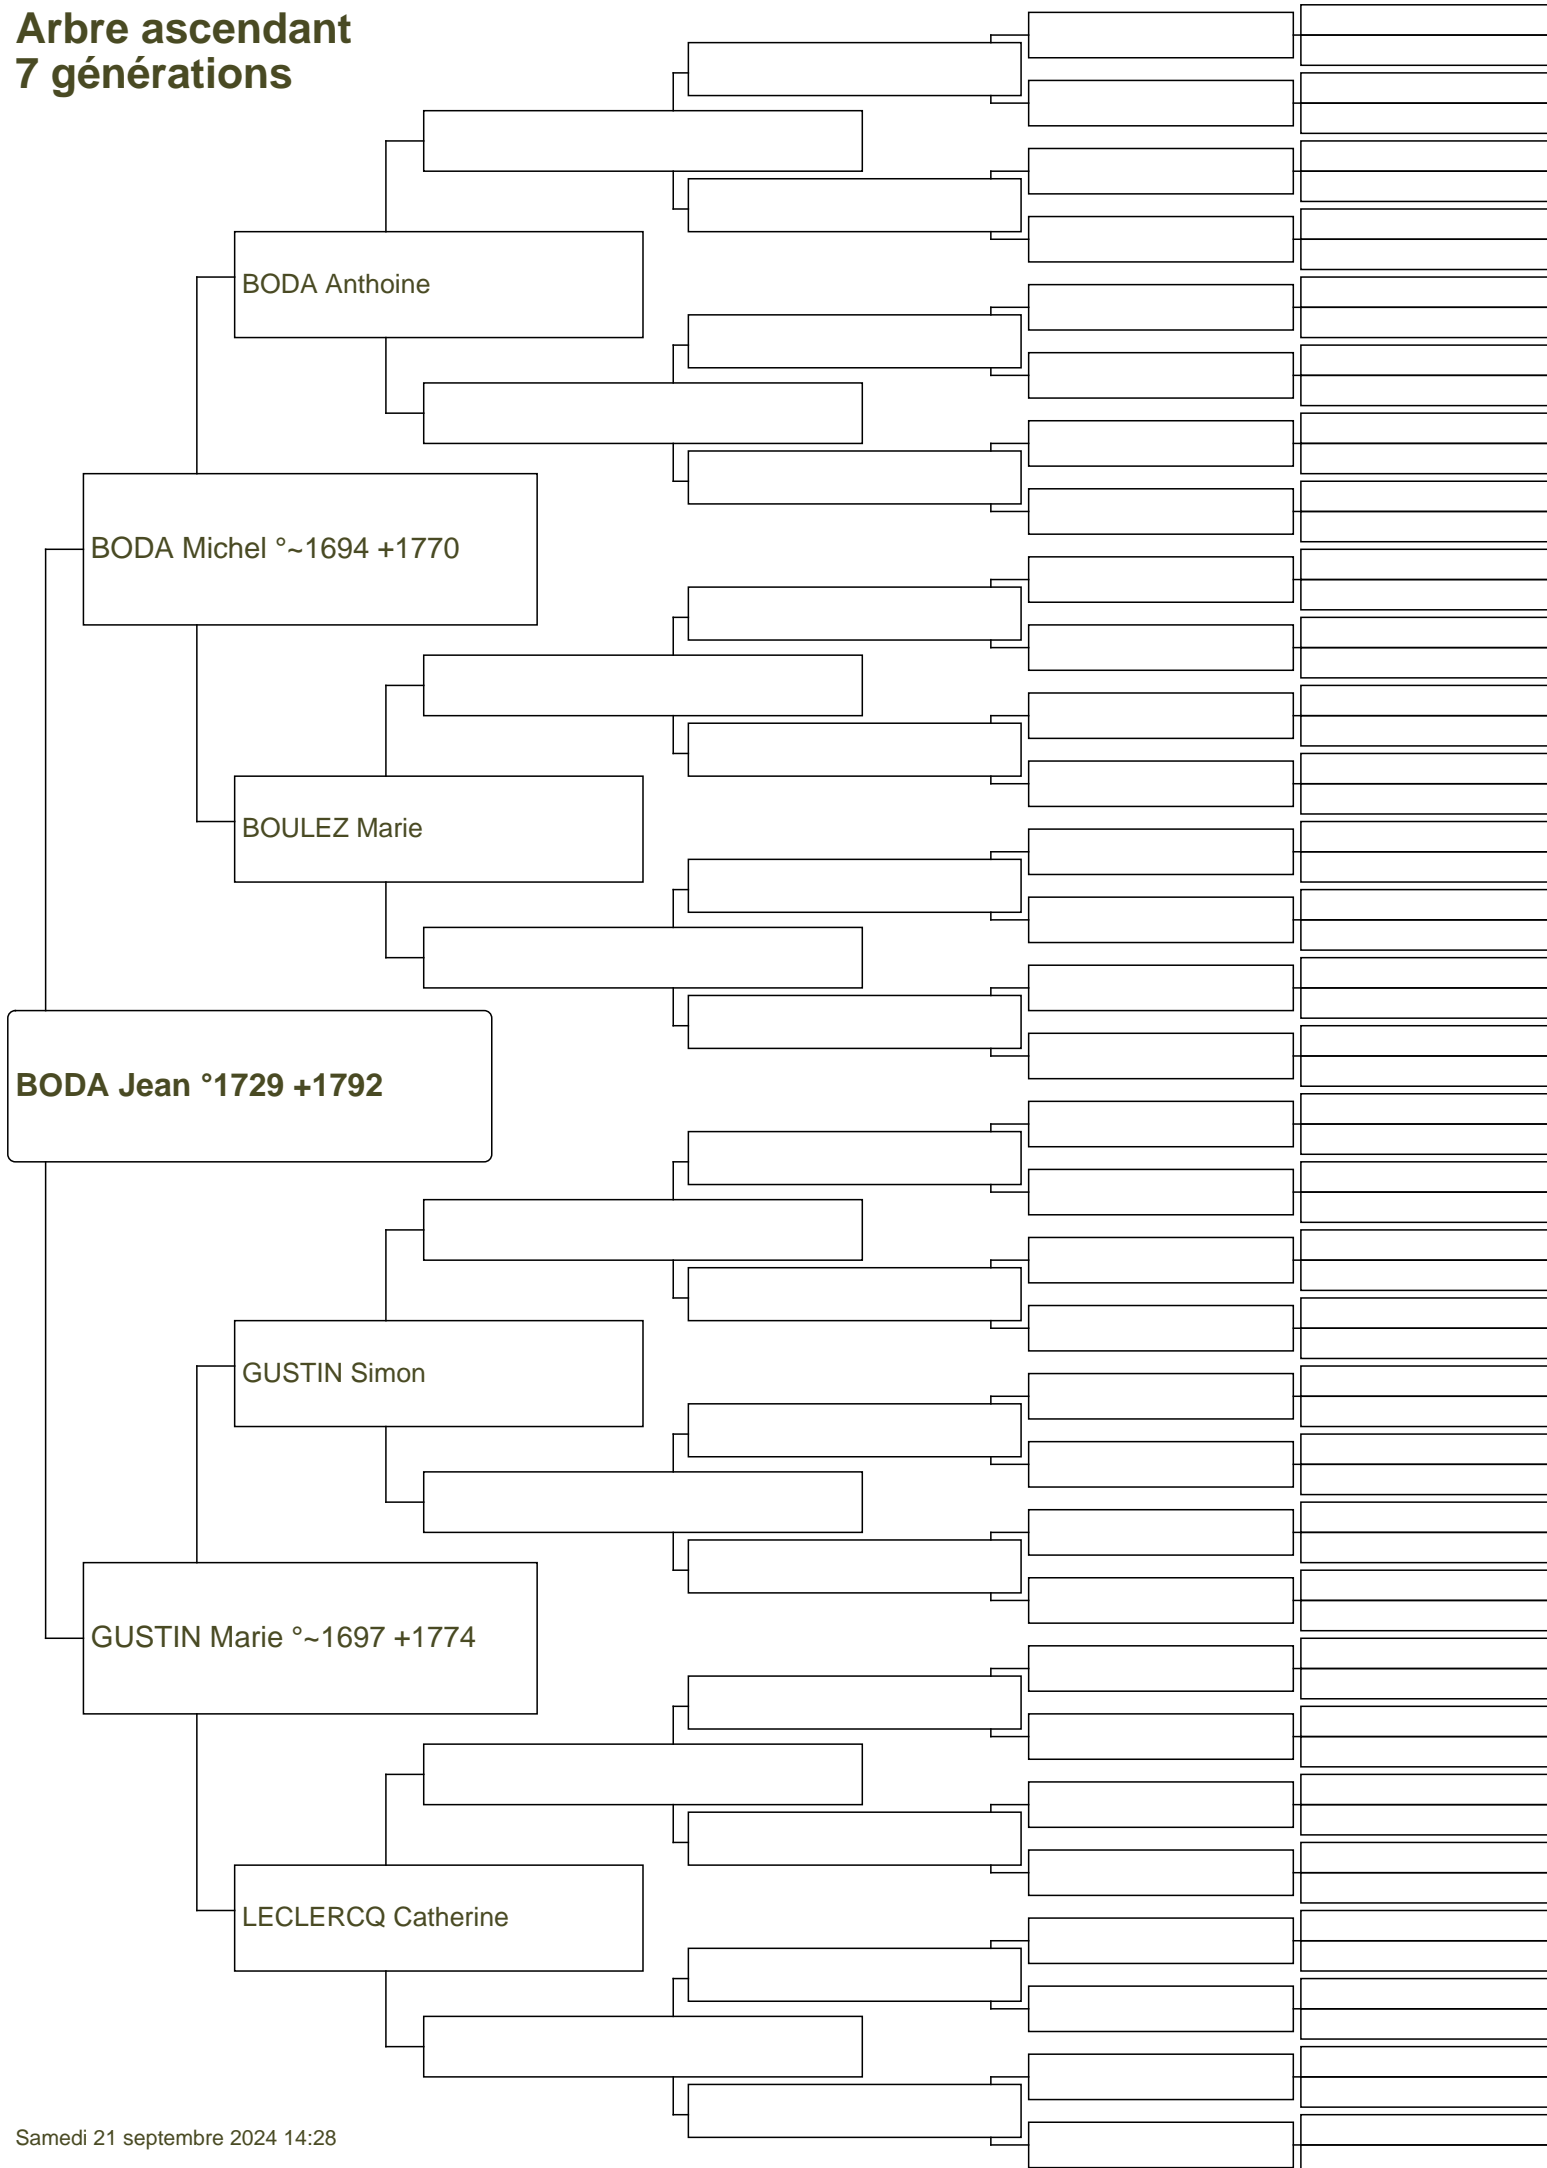 Arbre ascendant
7 générations
BODA Anthoine
BODA Michel °~1694 +1770
BOULEZ Marie
BODA Jean °1729 +1792
GUSTIN Simon
GUSTIN Marie °~1697 +1774
LECLERCQ Catherine
Samedi 21 septembre 2024 14:28